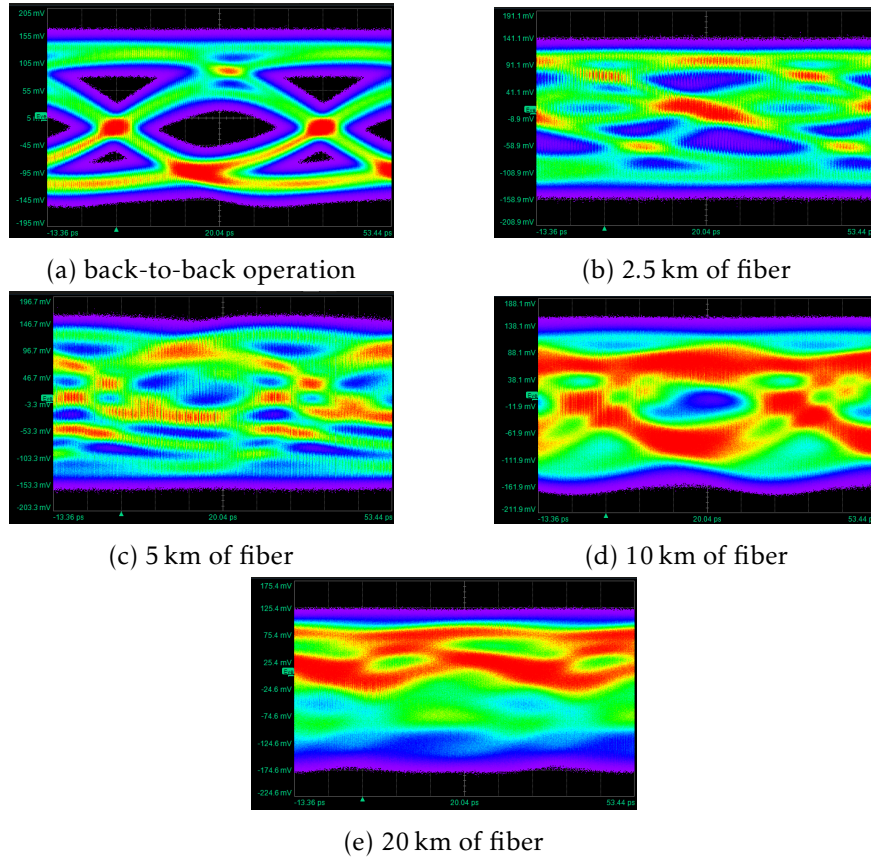 205 mV
155 mV
105 mV
55 mV
-45 mV
-95 mV
-145 mV
-195 mV
-13.36 ps 20.04 ps 53.44 ps
(a) back-to-back operation
191.1 mV
141.1 mV
91.1 mV
41.1 mV
-8.9 mV
-58.9 mV
-108.9 mV
-158.9 mV
-208.9 mV
-13.36 ps 20.04 ps 53.44 ps
(b) 2.5 km of fiber
196.7 mV
146.7 mV
96.7 mV
46.7 mV
-3.3 mV
-53.3 mV
-103.3 mV
-153.3 mV
-203.3 mV
-13.36 ps 20.04 ps 53.44 ps
(c) 5 km of fiber
188.1 mV
138.1 mV
88.1 mV
38.1 mV
-11.9 mV
-61.9 mV
-111.9 mV
-161.9 mV
-211.9 mV
-13.36 ps 20.04 ps 53.44 ps
(d) 10 km of fiber
175.4 mV
125.4 mV
75.4 mV
25.4 mV
-24.6 mV
-74.6 mV
-124.6 mV
-174.6 mV
-224.6 mV
-13.36 ps 20.04 ps 53.44 ps
(e) 20 km of fiber